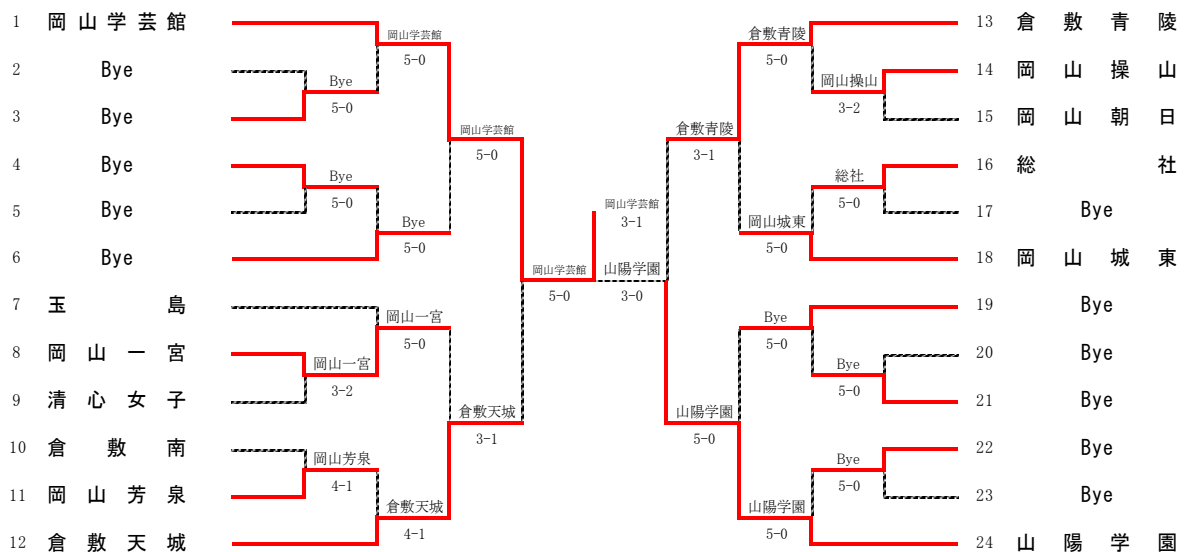 1 岡山学芸館
2 Bye
3 Bye
4 Bye
5 Bye
6 Bye
7 玉島
8 岡山一宮
9 清心女子
10 倉敷南
11 岡山芳泉
12 倉敷天城
Bye
5-0
Bye
5-0
岡山一宮
3-2
岡山芳泉
4-1
岡山学芸館
5-0
Bye
5-0
岡山一宮
5-0
倉敷天城
4-1
岡山学芸館
5-0
倉敷天城
3-1
岡山学芸館
5-0
岡山学芸館
3-1
山陽学園
3-0
倉敷青陵
3-1
山陽学園
5-0
倉敷青陵
5-0
岡山城東
5-0
Bye
5-0
山陽学園
5-0
岡山操山
3-2
総社
5-0
Bye
5-0
Bye
5-0
13 倉敷青陵
14 岡山操山
15 岡山朝日
16 総社
17 Bye
18 岡山城東
19 Bye
20 Bye
21 Bye
22 Bye
23 Bye
24 山陽学園